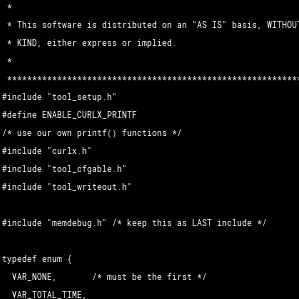 *
* This software is distributed on an "AS IS" basis, WITHOUT
* KIND, either express or implied.
*
***********************************************************
#include "tool_setup.h"
#define ENABLE_CURLX_PRINTF
/* use our own printf() functions */
#include "curlx.h"
#include "tool_cfgable.h"
#include "tool_writeout.h"
#include "memdebug.h" /* keep this as LAST include */
typedef enum {
VAR_NONE,       /* must be the first */
VAR_TOTAL_TIME,